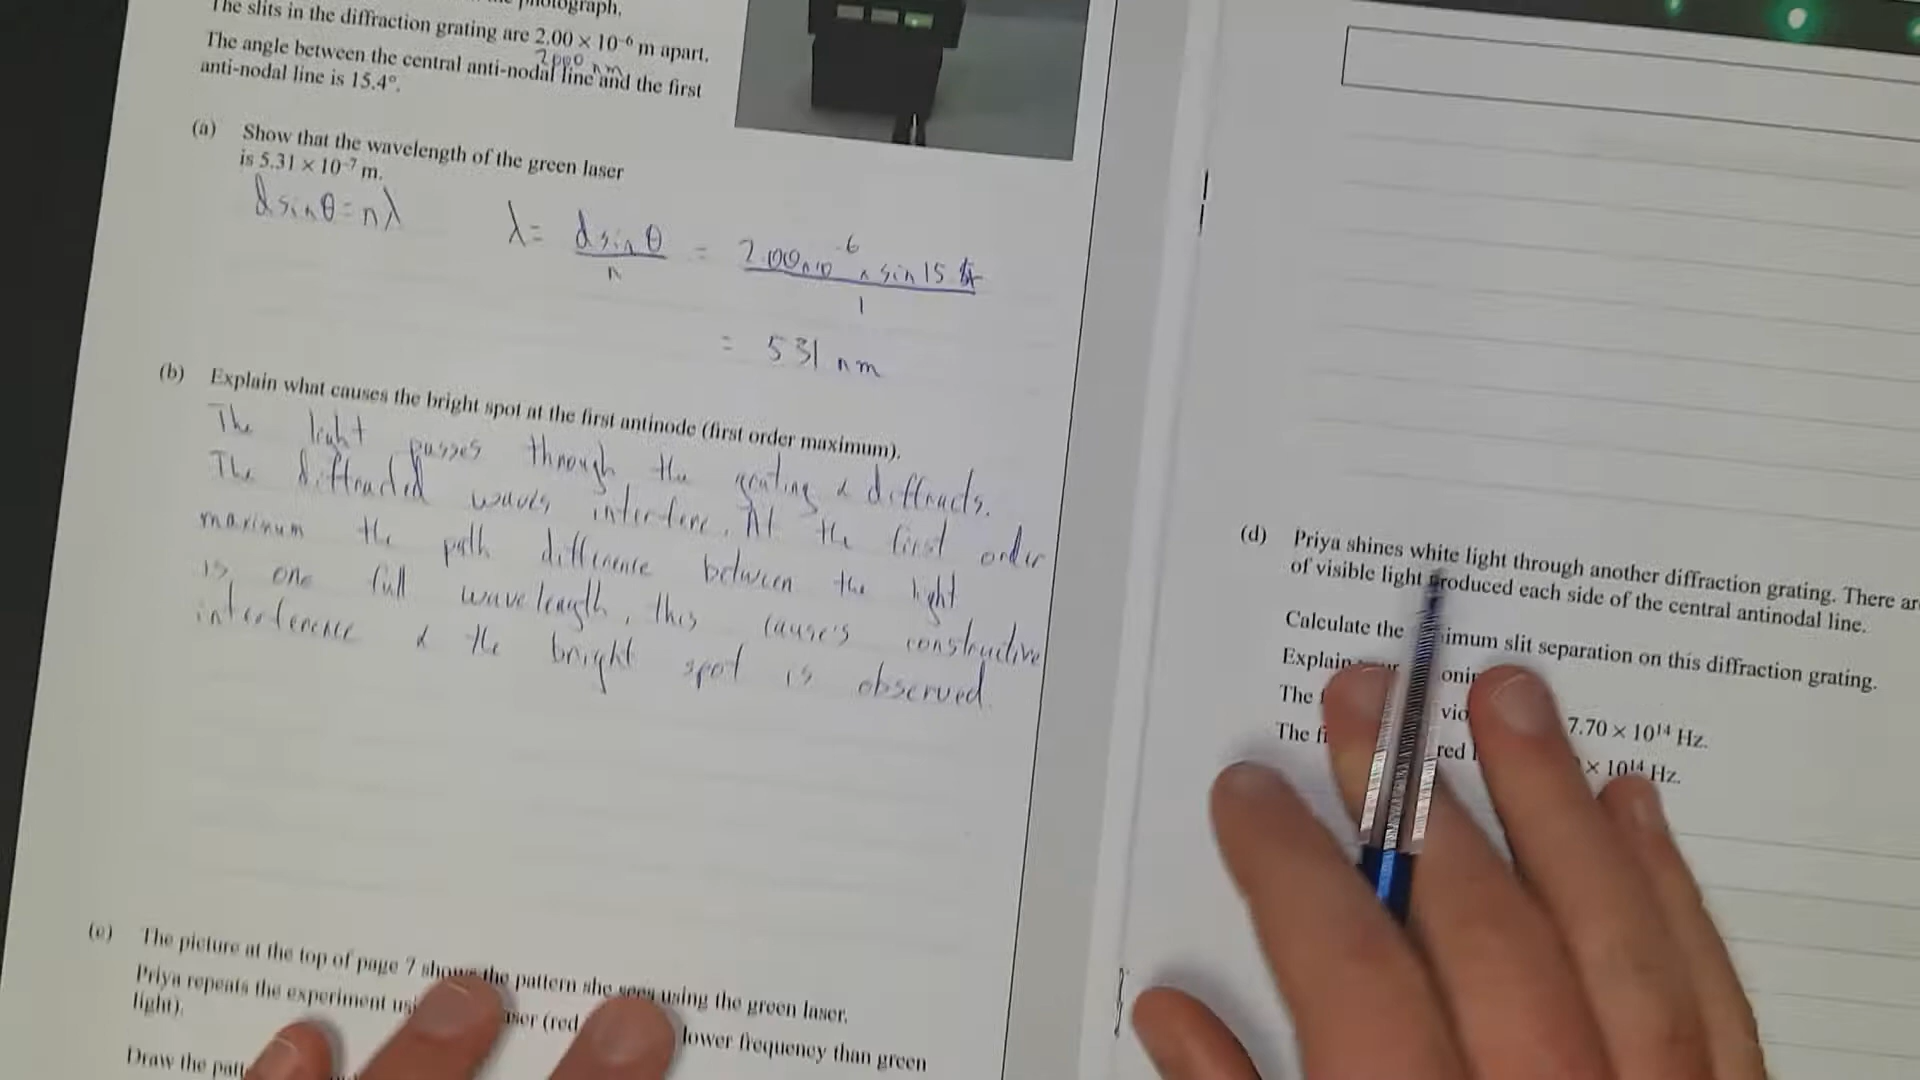 photograph.
The slits in the diffraction grating are 2.00 × 10⁻⁶ m apart.
2000 nm
The angle between the central anti-nodal line and the first
anti-nodal line is 15.4°.
(a) Show that the wavelength of the green laser
is 5.31 × 10⁻⁷ m.
d sin θ = nλ
λ = d sin θ / n = 2.00×10⁻⁶ × sin 15.4 / 1
= 531 nm
(b) Explain what causes the bright spot at the first antinode (first order maximum).
The light passes through the grating & diffracts.
The diffracted waves interfere. At the first order
maximum the path difference between the light
is one full wavelength, this cause's constructive
interference & the bright spot is observed.
(c) The picture at the top of page 7 shows the pattern she sees using the green laser.
Priya repeats the experiment (red lower frequency than green
light).
Draw the
(d) Priya shines white light through another diffraction grating. There
of visible light produced each side of the central antinodal line.
Calculate the slit separation on this diffraction grating.
Explain
The 7.70 × 10¹⁴ Hz.
The red × 10¹⁴ Hz.